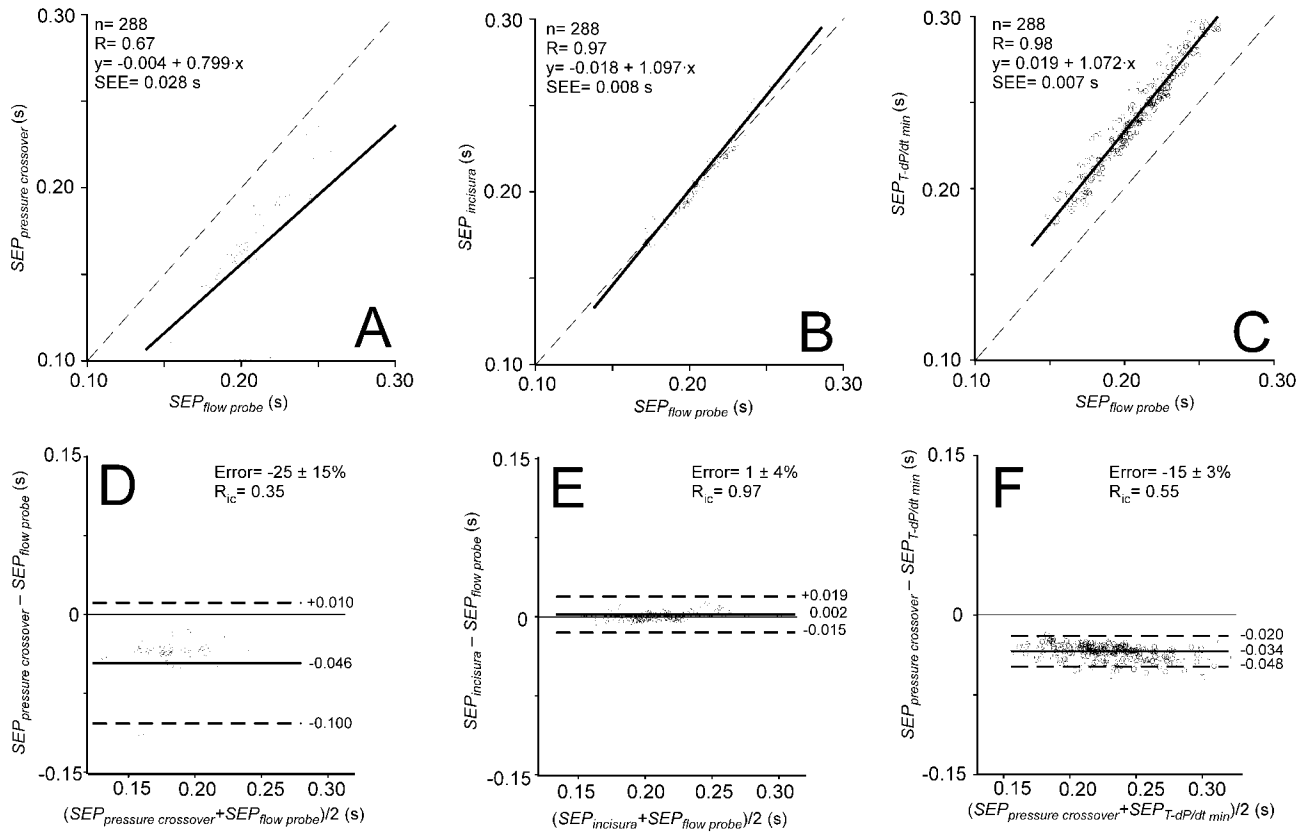 n= 288
R= 0.67
y= -0.004 + 0.799·x
SEE= 0.028 s
0.30
0.20
0.10
SEP pressure crossover (s)
0.10
0.20
0.30
SEP flow probe (s)
A
n= 288
R= 0.97
y= -0.018 + 1.097·x
SEE= 0.008 s
0.30
0.20
0.10
SEP incisura (s)
0.10
0.20
0.30
SEP flow probe (s)
B
n= 288
R= 0.98
y= 0.019 + 1.072·x
SEE= 0.007 s
0.30
0.20
0.10
SEP T-dP/dt min (s)
0.10
0.20
0.30
SEP flow probe (s)
C
D
Error= -25 ± 15%
Ric= 0.35
0.15
0
-0.15
SEP pressure crossover − SEP flow probe (s)
+0.010
-0.046
-0.100
0.15
0.20
0.25
0.30
(SEP pressure crossover+SEP flow probe)/2 (s)
E
Error= 1 ± 4%
Ric= 0.97
0.15
0
-0.15
SEP incisura − SEP flow probe (s)
+0.019
0.002
-0.015
0.15
0.20
0.25
0.30
(SEP incisura+SEP flow probe)/2 (s)
F
Error= -15 ± 3%
Ric= 0.55
0.15
0
-0.15
SEP pressure crossover − SEP T-dP/dt min (s)
-0.020
-0.034
-0.048
0.15
0.20
0.25
0.30
(SEP pressure crossover+SEP T-dP/dt min)/2 (s)